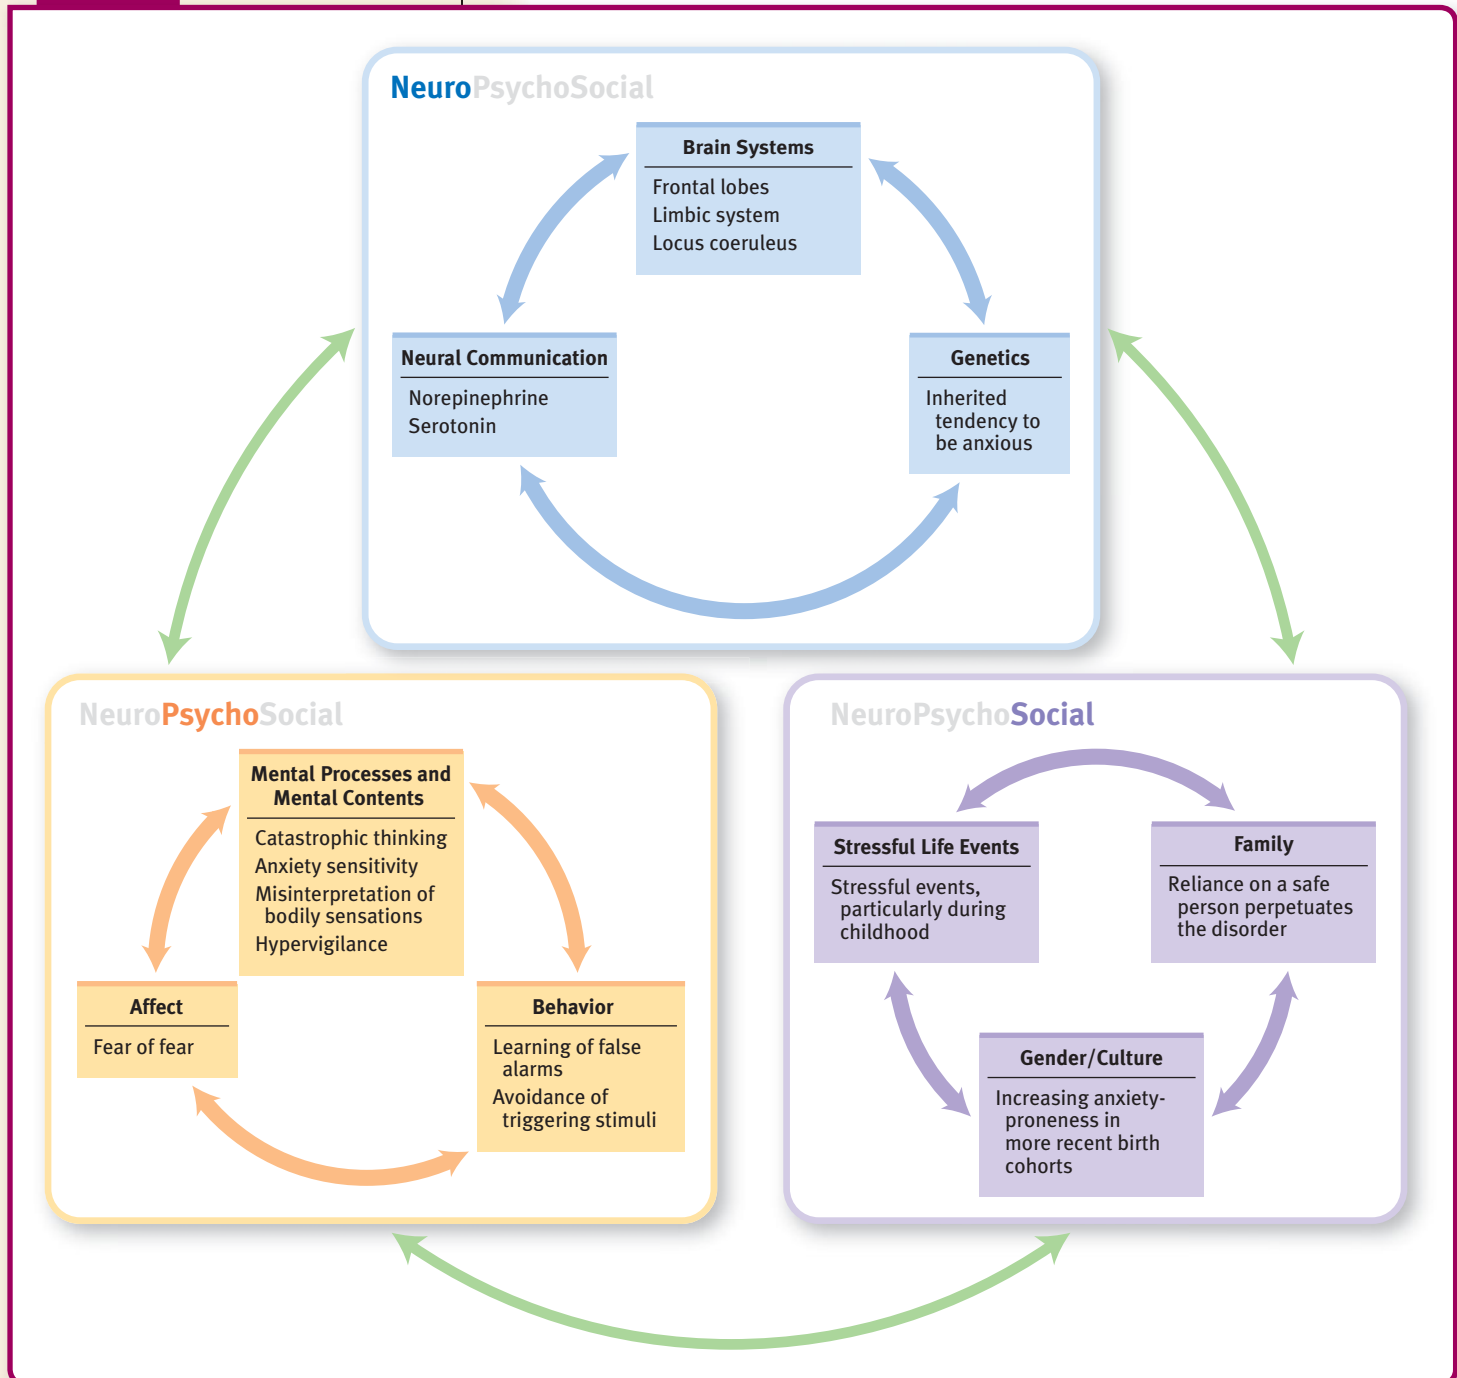 NeuroPsychoSocial
Brain Systems
Frontal lobes
Limbic system
Locus coeruleus
Neural Communication
Norepinephrine
Serotonin
Genetics
Inherited
tendency to
be anxious
NeuroPsychoSocial
Mental Processes and
Mental Contents
Catastrophic thinking
Anxiety sensitivity
Misinterpretation of
bodily sensations
Hypervigilance
Affect
Fear of fear
Behavior
Learning of false
alarms
Avoidance of
triggering stimuli
NeuroPsychoSocial
Stressful Life Events
Stressful events,
particularly during
childhood
Family
Reliance on a safe
person perpetuates
the disorder
Gender/Culture
Increasing anxiety-
proneness in
more recent birth
cohorts